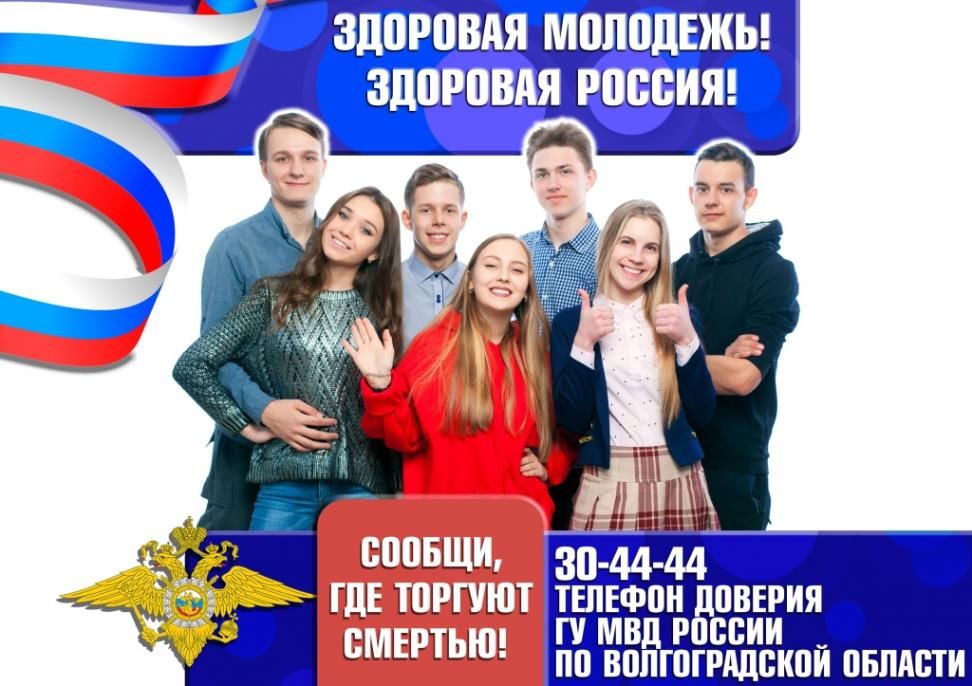 ЗДОРОВАЯ МОЛОДЕЖЬ!
ЗДОРОВАЯ РОССИЯ!
СООБЩИ,
ГДЕ ТОРГУЮТ
СМЕРТЬЮ!
30-44-44
ТЕЛЕФОН ДОВЕРИЯ
ГУ МВД РОССИИ
ПО ВОЛГОГРАДСКОЙ ОБЛАСТИ